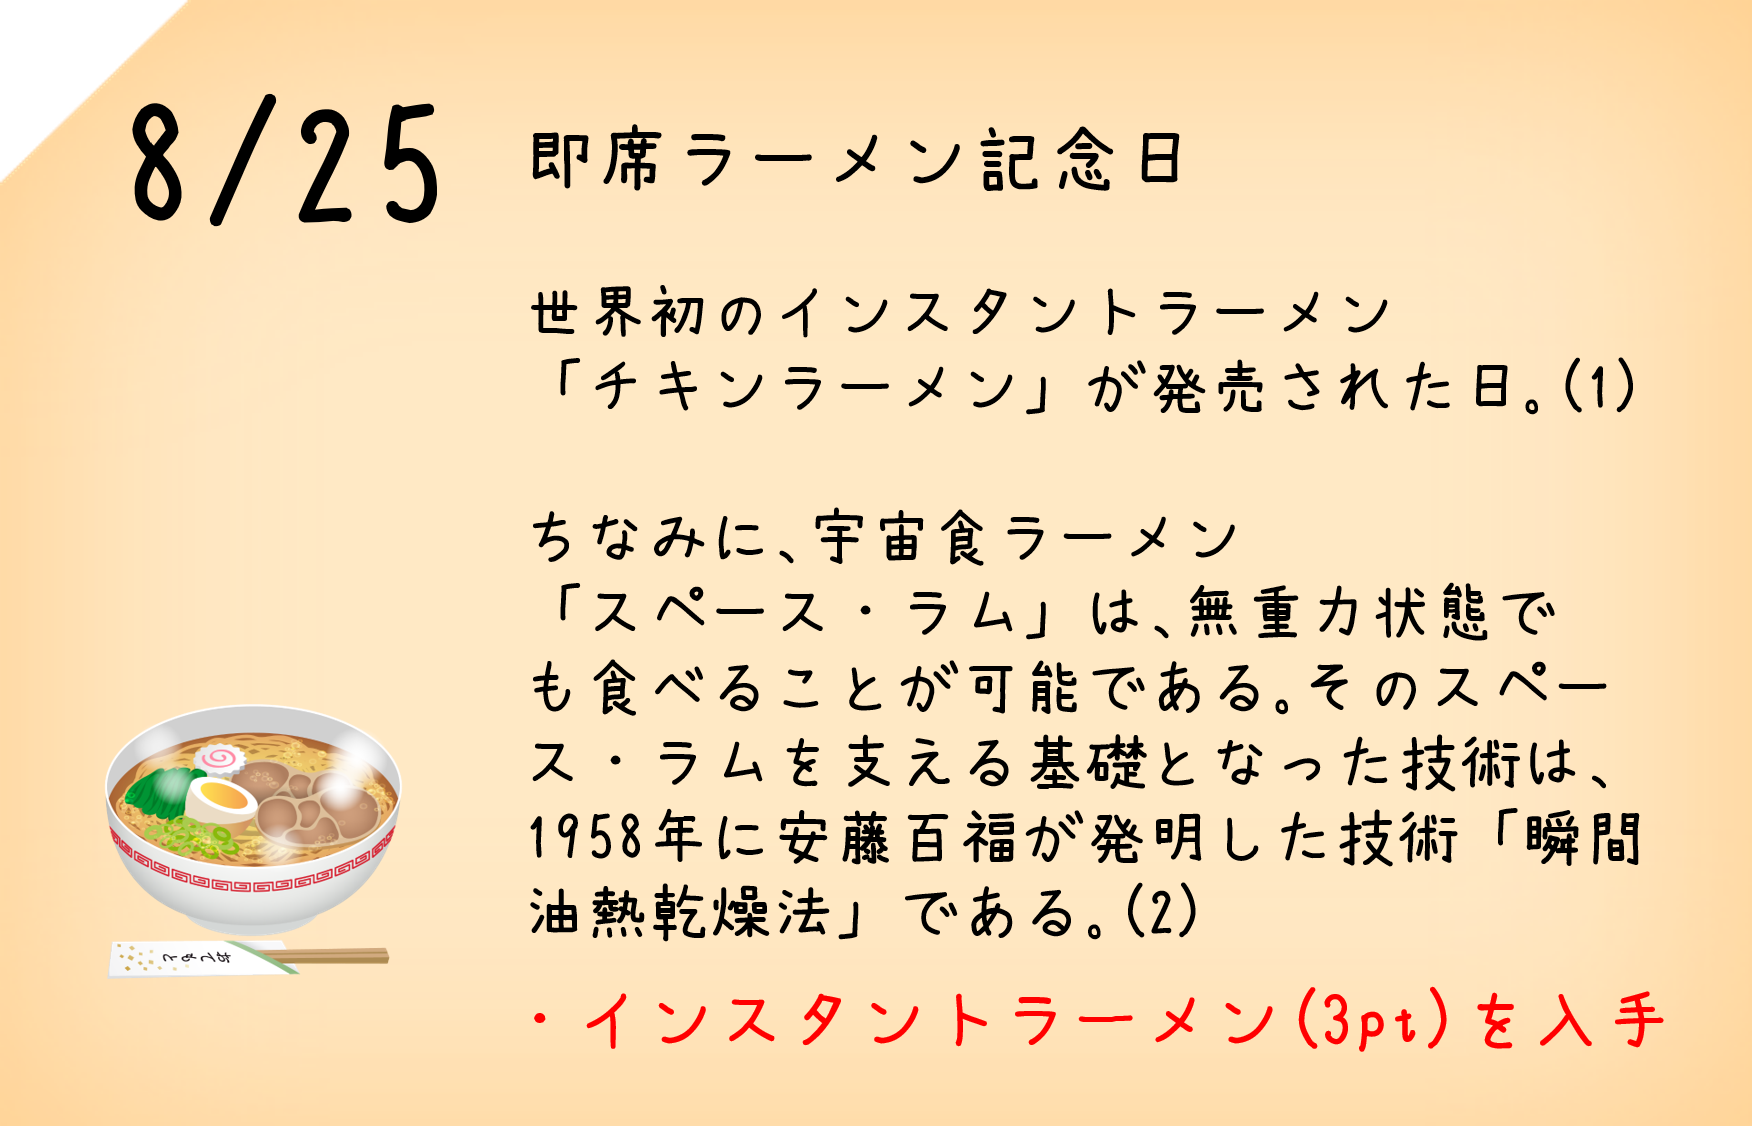 8/25 即席ラーメン記念日
世界初のインスタントラーメン
「チキンラーメン」が発売された日。(1)
ちなみに、宇宙食ラーメン
「スペース・ラム」は、無重力状態で
も食べることが可能である。そのスペー
ス・ラムを支える基礎となった技術は、
1958年に安藤百福が発明した技術「瞬間
油熱乾燥法」である。(2)
おてもと
・インスタントラーメン(3pt)を入手